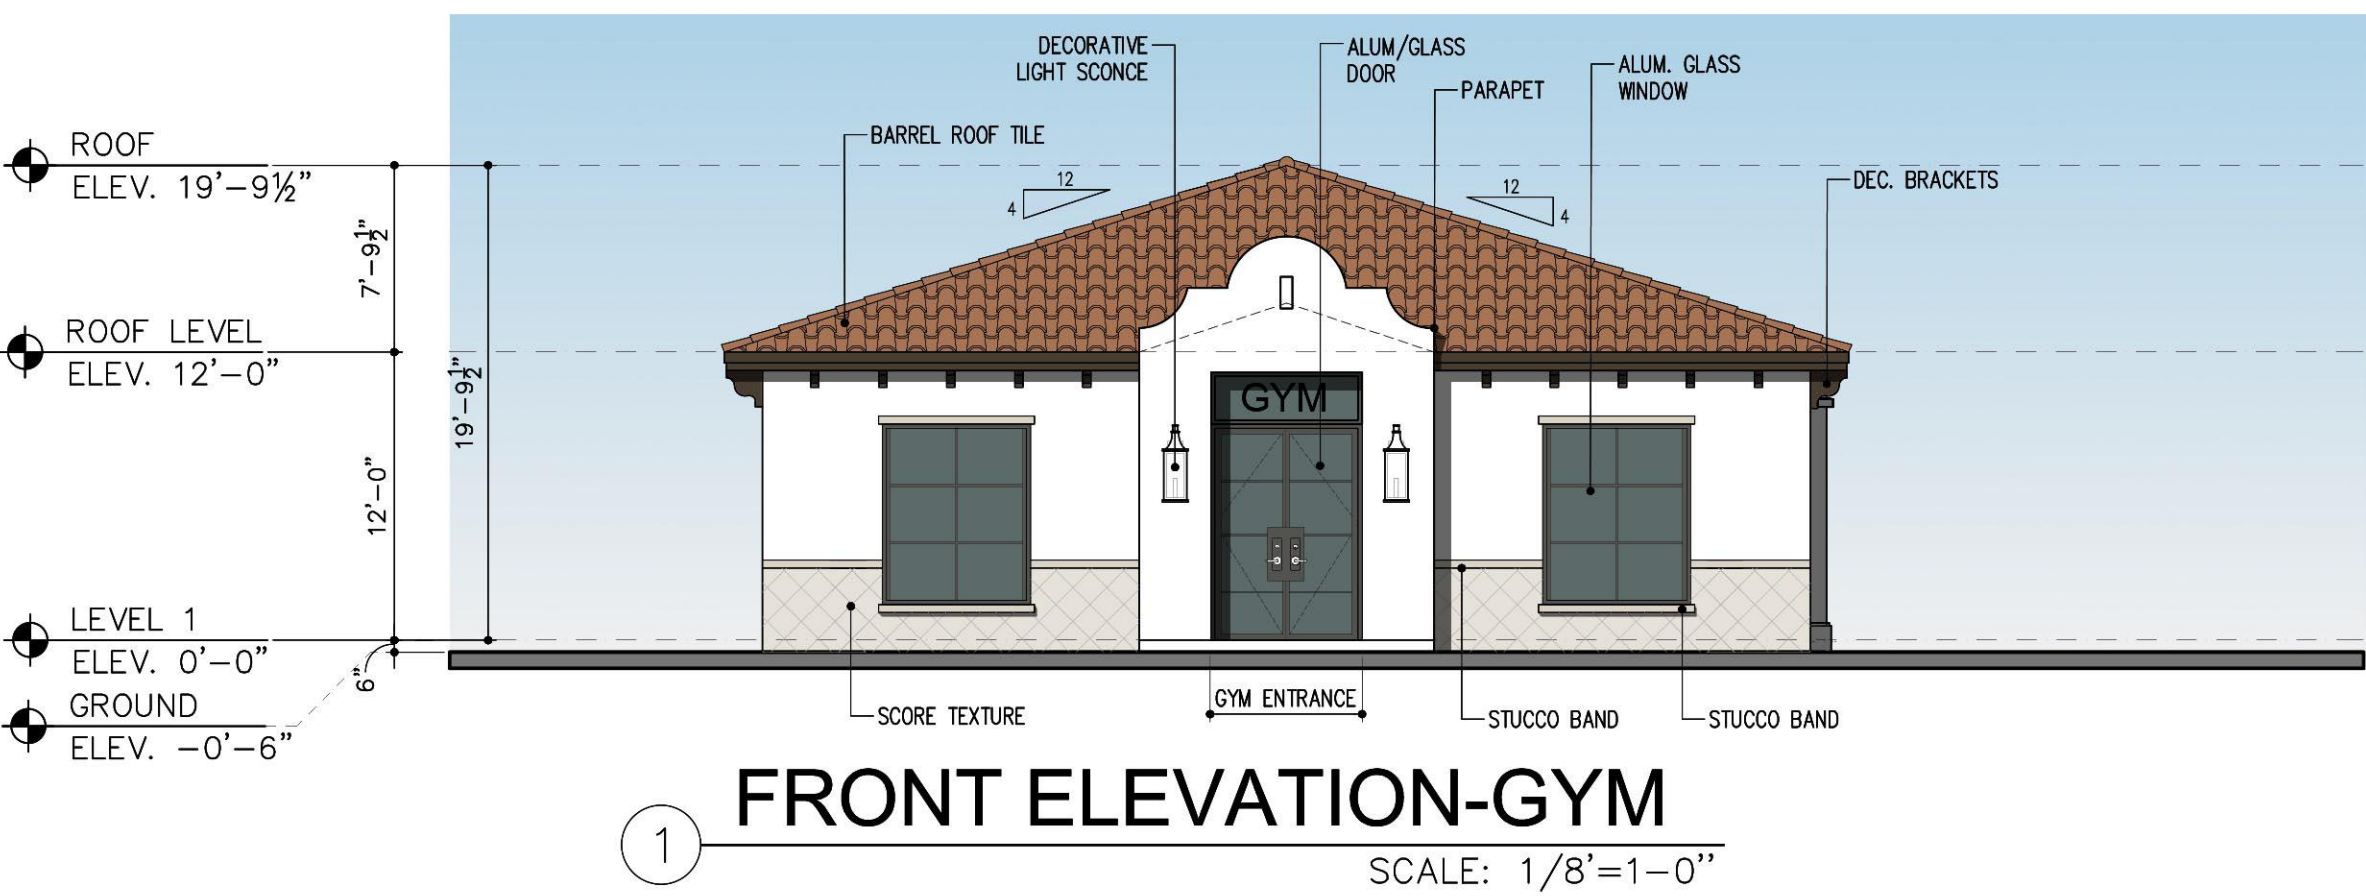 DECORATIVE
LIGHT SCONCE
ALUM/GLASS
DOOR
PARAPET
ALUM. GLASS
WINDOW
BARREL ROOF TILE
DEC. BRACKETS
12
4
12
4
ROOF
ELEV. 19'-9½"
7'-9½"
ROOF LEVEL
ELEV. 12'-0"
19'-9½"
12'-0"
GYM
LEVEL 1
ELEV. 0'-0"
6"
GROUND
ELEV. -0'-6"
SCORE TEXTURE
GYM ENTRANCE
STUCCO BAND
STUCCO BAND
1
FRONT ELEVATION-GYM
SCALE: 1/8'=1-0''